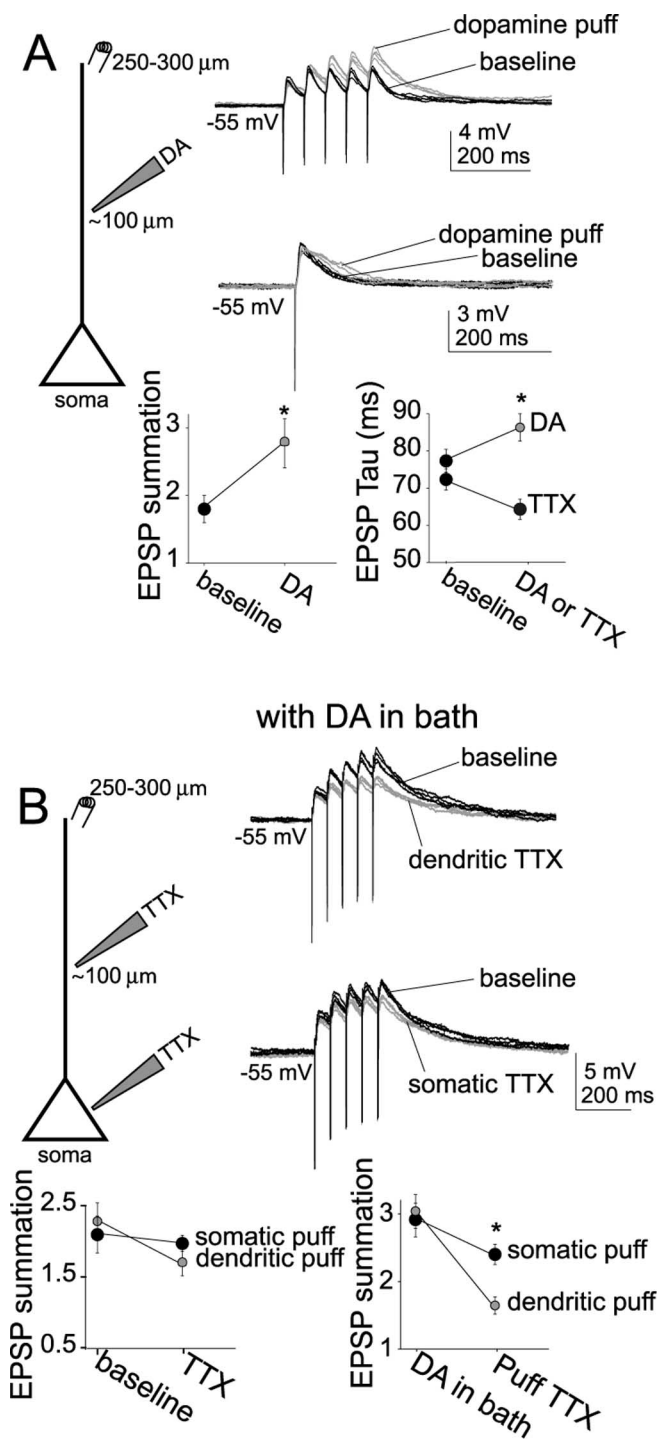 A
250-300 μm
DA
~100 μm
soma
dopamine puff
baseline
-55 mV
4 mV
200 ms
dopamine puff
baseline
-55 mV
3 mV
200 ms
EPSP summation
3
2
1
*
baseline
DA
EPSP Tau (ms)
90
80
70
60
50
*
DA
TTX
baseline
DA or TTX
with DA in bath
B
250-300 μm
TTX
~100 μm
TTX
soma
baseline
-55 mV
dendritic TTX
baseline
-55 mV
somatic TTX
5 mV
200 ms
EPSP summation
2.5
1.5
0.5
somatic puff
dendritic puff
baseline
TTX
EPSP summation
3
2
1
*
somatic puff
dendritic puff
DA in bath
Puff TTX